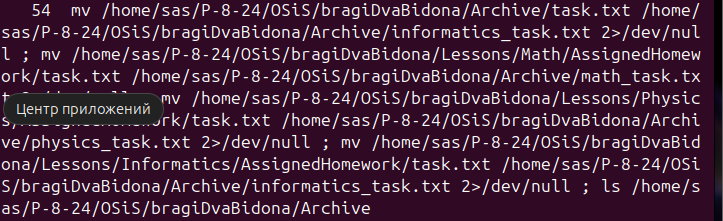 54  mv /home/sas/P-8-24/OSiS/bragiDvaBidona/Archive/task.txt /home/
sas/P-8-24/OSiS/bragiDvaBidona/Archive/informatics_task.txt 2>/dev/nul
l ; mv /home/sas/P-8-24/OSiS/bragiDvaBidona/Lessons/Math/AssignedHomew
ork/task.txt /home/sas/P-8-24/OSiS/bragiDvaBidona/Archive/math_task.tx
Центр приложений
mv /home/sas/P-8-24/OSiS/bragiDvaBidona/Lessons/Physic
work/task.txt /home/sas/P-8-24/OSiS/bragiDvaBidona/Archi
ve/physics_task.txt 2>/dev/null ; mv /home/sas/P-8-24/OSiS/bragiDvaBid
ona/Lessons/Informatics/AssignedHomework/task.txt /home/sas/P-8-24/OSi
S/bragiDvaBidona/Archive/informatics_task.txt 2>/dev/null ; ls /home/s
as/P-8-24/OSiS/bragiDvaBidona/Archive